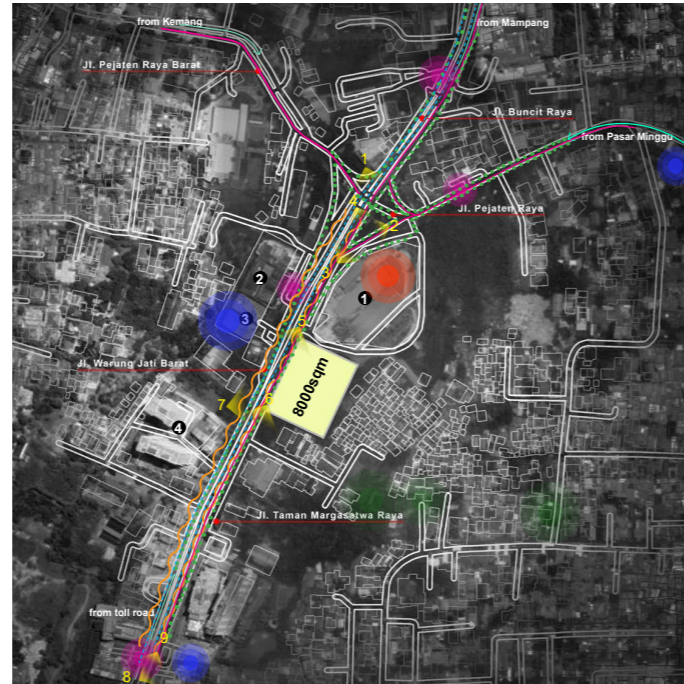 from Kemang
from Mampang
Jl. Pejaten Raya Barat
Jl. Buncit Raya
from Pasar Minggu
1
4
Jl. Pejaten Raya
2
3
2
1
3
5
Jl. Warung Jati Barat
8000sqm
7
6
4
Jl. Taman Margasatwa Raya
from toll road
9
8